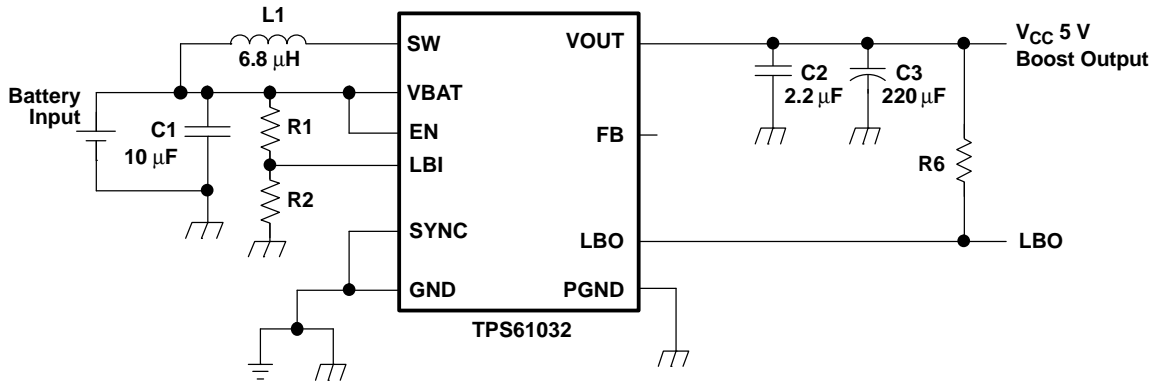 L1
6.8 μH
SW
VOUT
VCC 5 V
Boost Output
Battery
Input
C1
10 μF
VBAT
R1
EN
LBI
R2
C2
2.2 μF
C3
220 μF
FB
R6
SYNC
LBO
LBO
GND
PGND
TPS61032